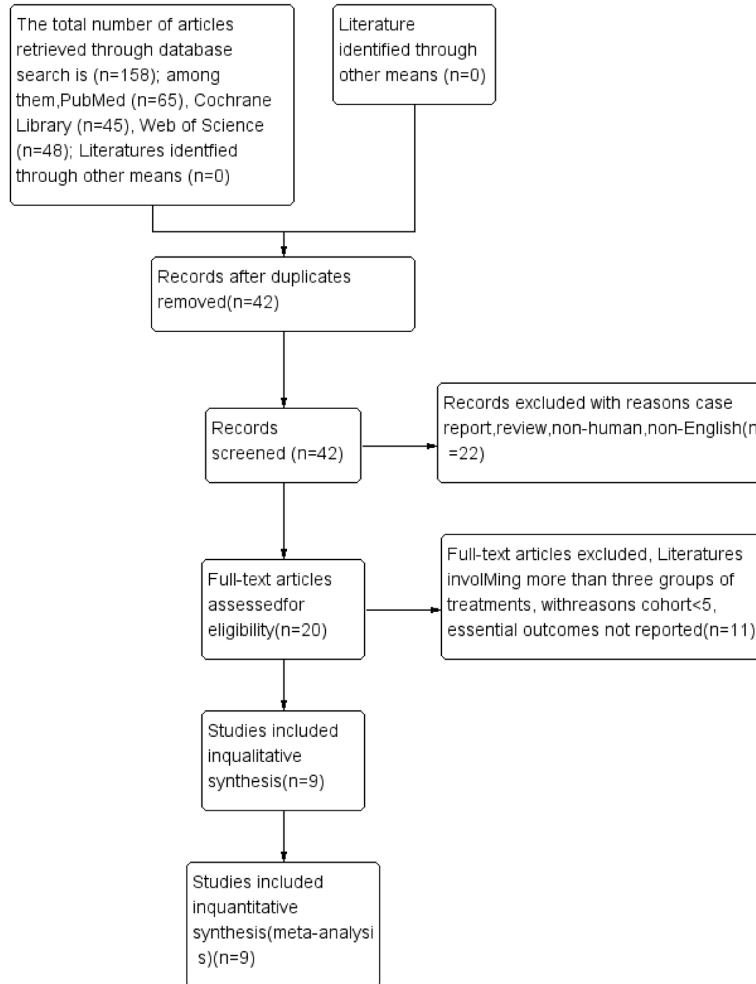 The total number of articles
retrieved through database
search is (n=158); among
them,PubMed (n=65), Cochrane
Library (n=45), Web of Science
(n=48); Literatures identfied
through other means (n=0)
Literature
identified through
other means (n=0)
Records after duplicates
removed(n=42)
Records
screened (n=42)
Records excluded with reasons case
report,review,non-human,non-English(n
=22)
Full-text articles
assessedfor
eligibility(n=20)
Full-text articles excluded, Literatures
involMing more than three groups of
treatments, withreasons cohort<5,
essential outcomes not reported(n=11)
Studies included
inqualitative
synthesis(n=9)
Studies included
inquantitative
synthesis(meta-analysi
s)(n=9)